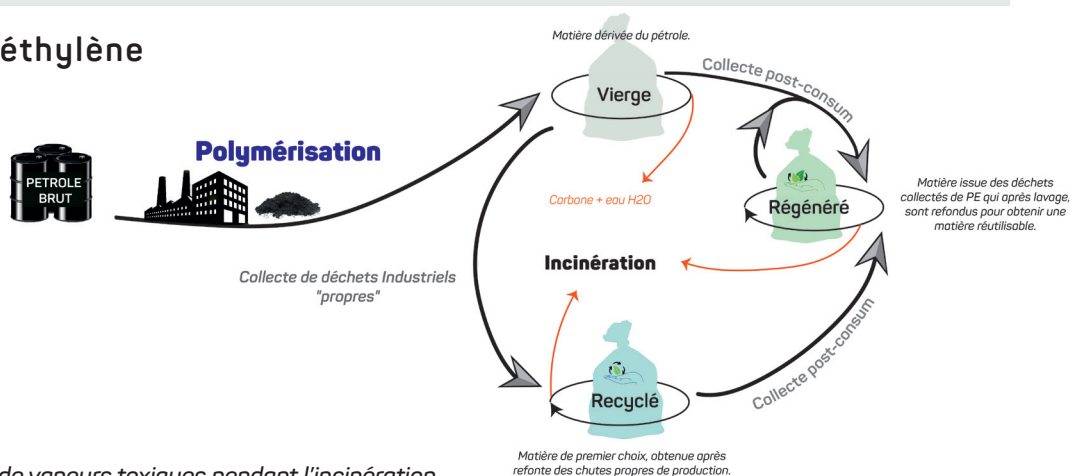 éthylène
Matière dérivée du pétrole.
Collecte post-consum
Vierge
Polymérisation
PETROLE
BRUT
Carbone + eau H2O
Régénéré
Matière issue des déchets
collectés de PE qui après lavage,
sont refondus pour obtenir une
matière réutilisable.
Incinération
Collecte de déchets Industriels
"propres"
Collecte post-consum
Recyclé
Matière de premier choix, obtenue après
refonte des chutes propres de production.
de vapeurs toxiques pendant l'incinération